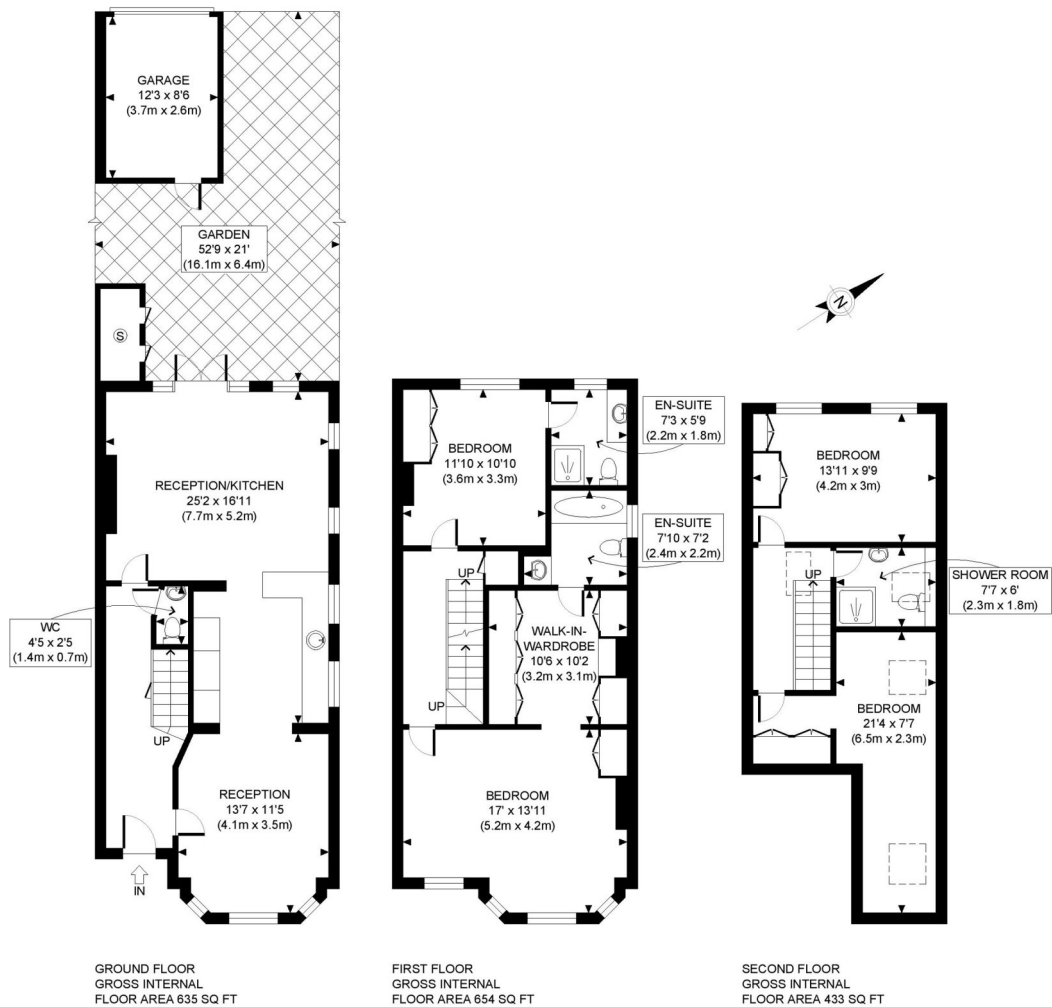 GARAGE
12'3 x 8'6
(3.7m x 2.6m)
GARDEN
52'9 x 21'
(16.1m x 6.4m)
S
RECEPTION/KITCHEN
25'2 x 16'11
(7.7m x 5.2m)
WC
4'5 x 2'5
(1.4m x 0.7m)
UP
RECEPTION
13'7 x 11'5
(4.1m x 3.5m)
IN
GROUND FLOOR
GROSS INTERNAL
FLOOR AREA 635 SQ FT
BEDROOM
11'10 x 10'10
(3.6m x 3.3m)
EN-SUITE
7'3 x 5'9
(2.2m x 1.8m)
EN-SUITE
7'10 x 7'2
(2.4m x 2.2m)
UP
WALK-IN-
WARDROBE
10'6 x 10'2
(3.2m x 3.1m)
UP
BEDROOM
17' x 13'11
(5.2m x 4.2m)
FIRST FLOOR
GROSS INTERNAL
FLOOR AREA 654 SQ FT
N
BEDROOM
13'11 x 9'9
(4.2m x 3m)
UP
SHOWER ROOM
7'7 x 6'
(2.3m x 1.8m)
BEDROOM
21'4 x 7'7
(6.5m x 2.3m)
SECOND FLOOR
GROSS INTERNAL
FLOOR AREA 433 SQ FT